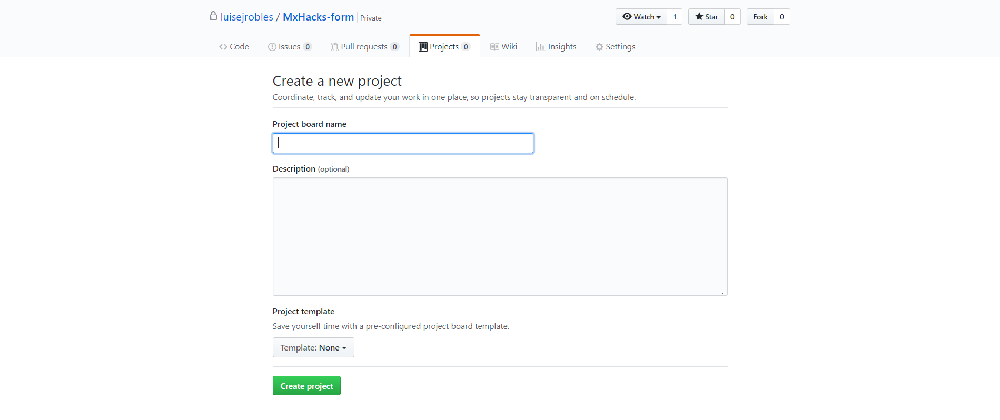 luisejrobles / MxHacks-form Private Watch 1 Star 0 Fork 0
Code Issues 0 Pull requests 0 Projects 0 Wiki Insights Settings
Create a new project
Coordinate, track, and update your work in one place, so projects stay transparent and on schedule.
Project board name
Description (optional)
Project template
Save yourself time with a pre-configured project board template.
Template: None
Create project